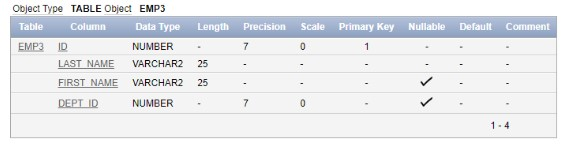 Object Type TABLE Object EMP3
Table Column Data Type Length Precision Scale Primary Key Nullable Default Comment
EMP3 ID NUMBER - 7 0 1 - - -
LAST_NAME VARCHAR2 25 - - - - - -
FIRST_NAME VARCHAR2 25 - - - ✓ - -
DEPT_ID NUMBER - 7 0 - ✓ - -
1 - 4